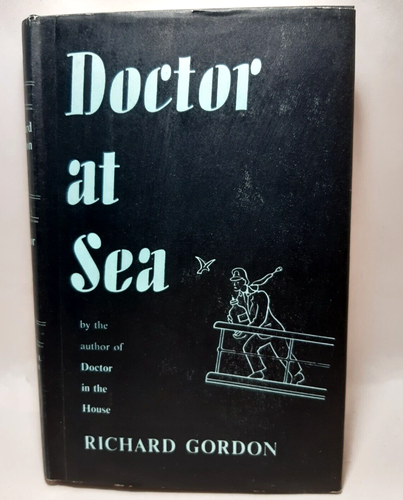 Doctor
at
Sea
by the
author of
Doctor
in the
House
RICHARD GORDON